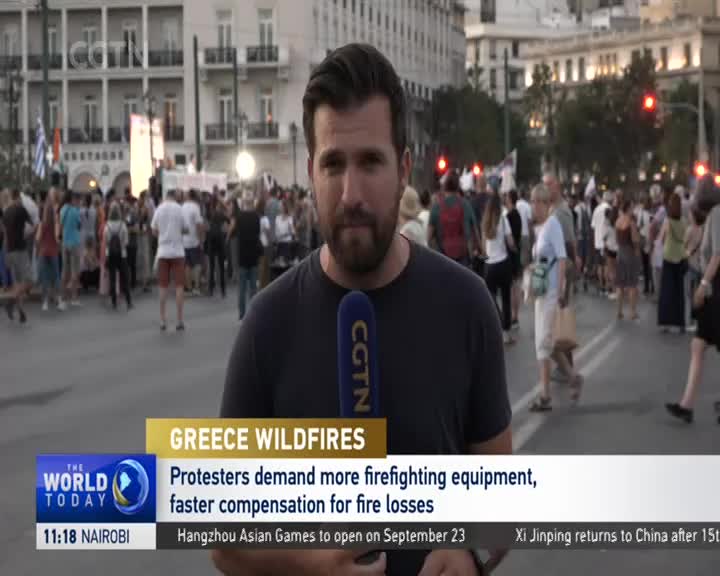 CGTN
CGTN
GREECE WILDFIRES
Protesters demand more firefighting equipment,
faster compensation for fire losses
THE
WORLD
TODAY
11:18 NAIROBI
Hangzhou Asian Games to open on September 23 Xi Jinping returns to China after 15t